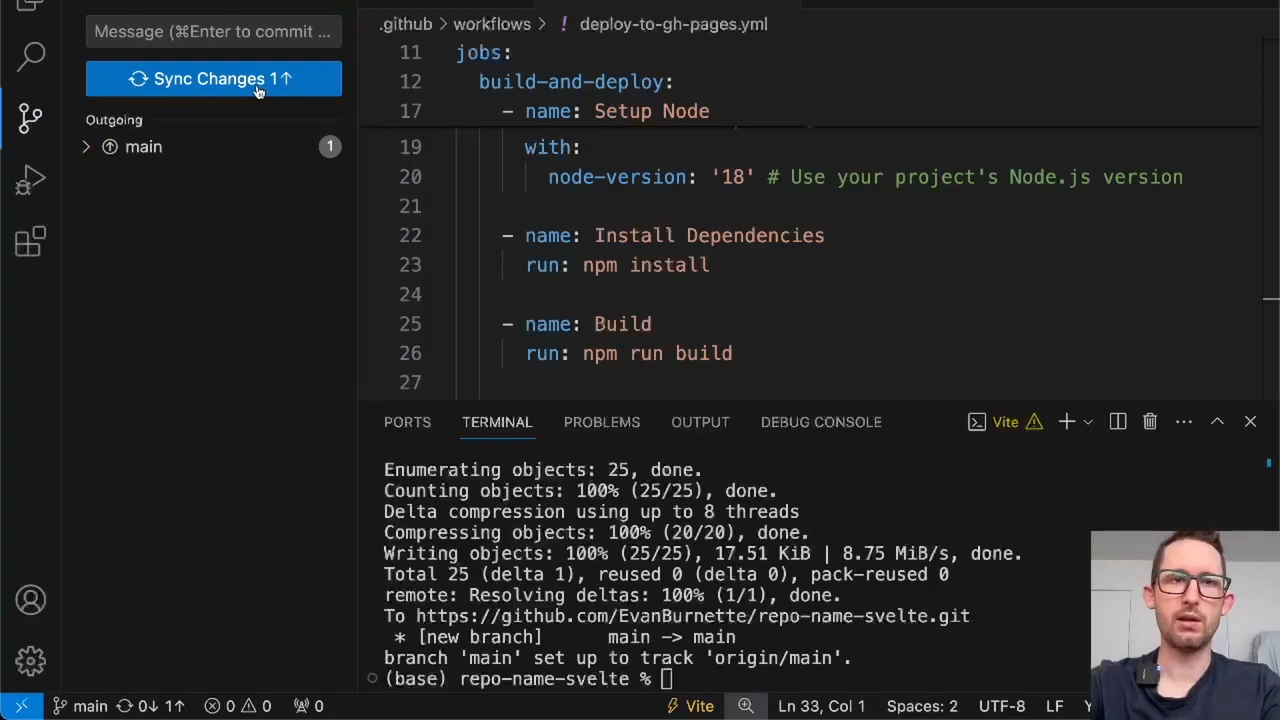 Message (⌘Enter to commit ...
Sync Changes 1↑
Outgoing
main
1
.github > workflows > ! deploy-to-gh-pages.yml
11 jobs:
12 build-and-deploy:
17 - name: Setup Node
19 with:
20 node-version: '18' # Use your project's Node.js version
21
22 - name: Install Dependencies
23 run: npm install
24
25 - name: Build
26 run: npm run build
27
PORTS TERMINAL PROBLEMS OUTPUT DEBUG CONSOLE Vite
Enumerating objects: 25, done.
Counting objects: 100% (25/25), done.
Delta compression using up to 8 threads
Compressing objects: 100% (20/20), done.
Writing objects: 100% (25/25), 17.51 KiB | 8.75 MiB/s, done.
Total 25 (delta 1), reused 0 (delta 0), pack-reused 0
remote: Resolving deltas: 100% (1/1), done.
To https://github.com/EvanBurnette/repo-name-svelte.git
* [new branch] main -> main
branch 'main' set up to track 'origin/main'.
(base) repo-name-svelte %
main 0↓ 1↑ 0 0 0 Vite Ln 33, Col 1 Spaces: 2 UTF-8 LF